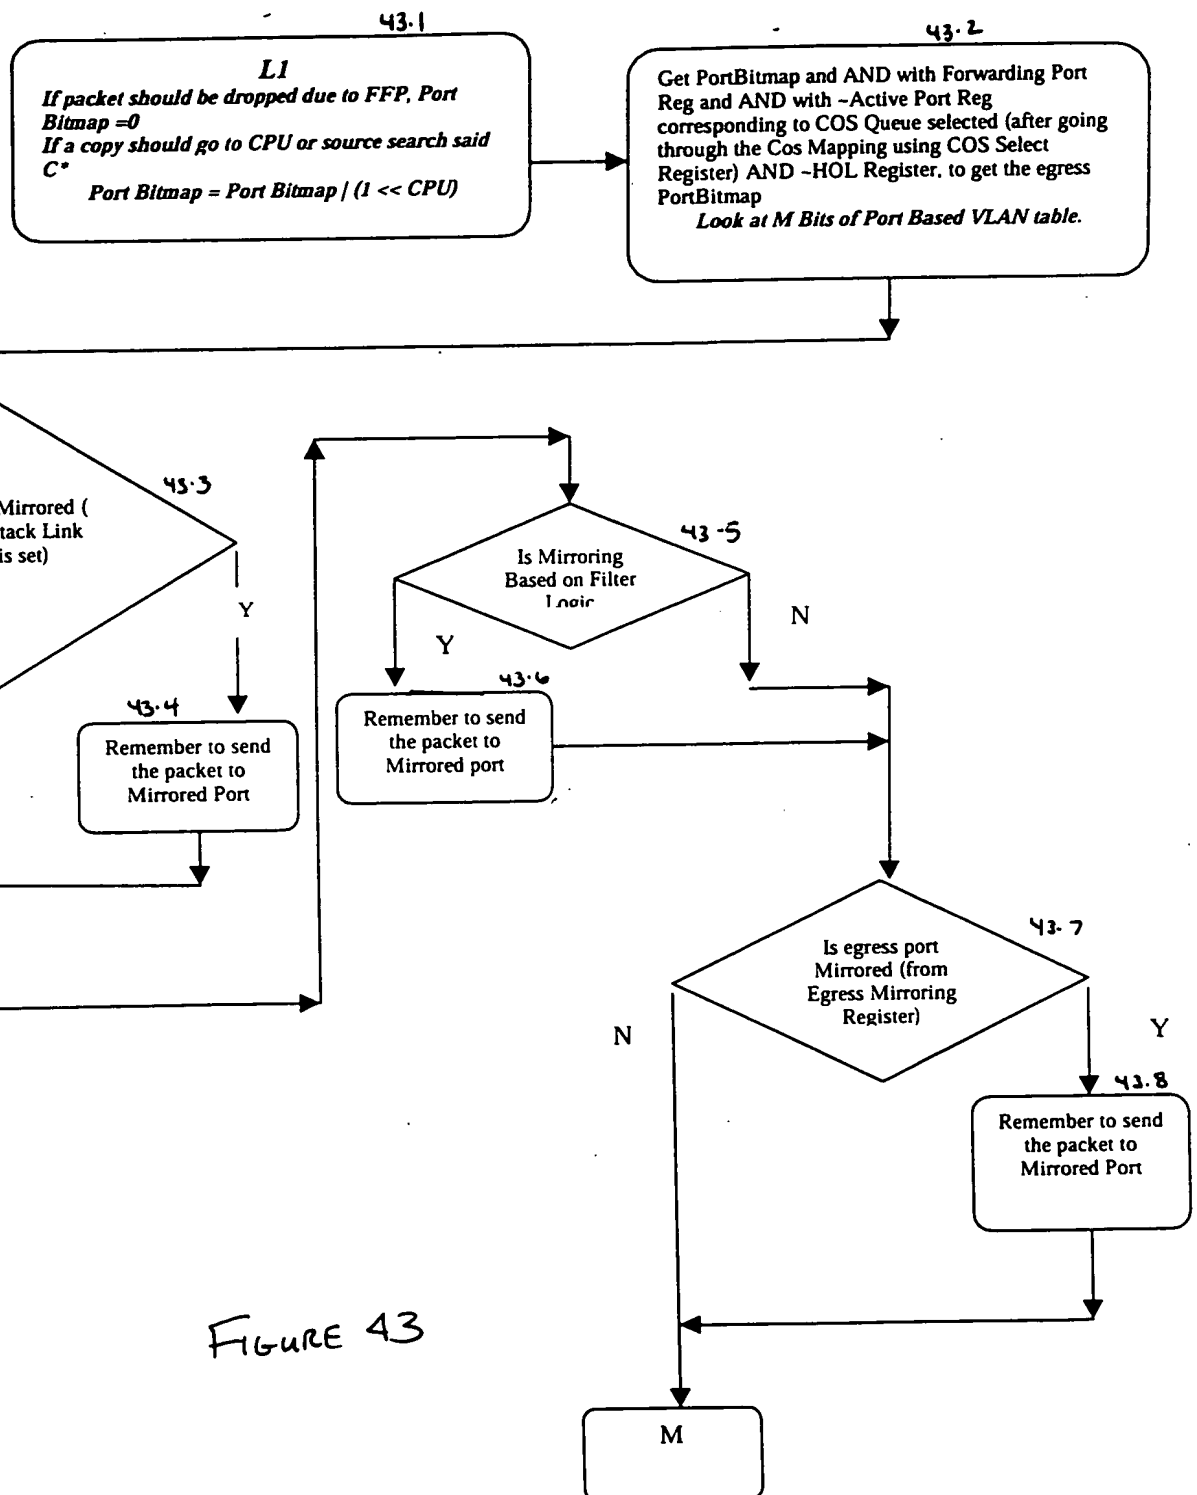 43.1
L1
If packet should be dropped due to FFP, Port
Bitmap =0
If a copy should go to CPU or source search said
C*
Port Bitmap = Port Bitmap | (1 << CPU)
43.2
Get PortBitmap and AND with Forwarding Port
Reg and AND with ~Active Port Reg
corresponding to COS Queue selected (after going
through the Cos Mapping using COS Select
Register) AND ~HOL Register, to get the egress
PortBitmap
Look at M Bits of Port Based VLAN table.
43.3
Mirrored (
tack Link
is set)
Y
43.4
Remember to send
the packet to
Mirrored Port
43-5
Is Mirroring
Based on Filter
Logic
Y
N
43.6
Remember to send
the packet to
Mirrored port
43.7
Is egress port
Mirrored (from
Egress Mirroring
Register)
N
Y
43.8
Remember to send
the packet to
Mirrored Port
M
FIGURE 43